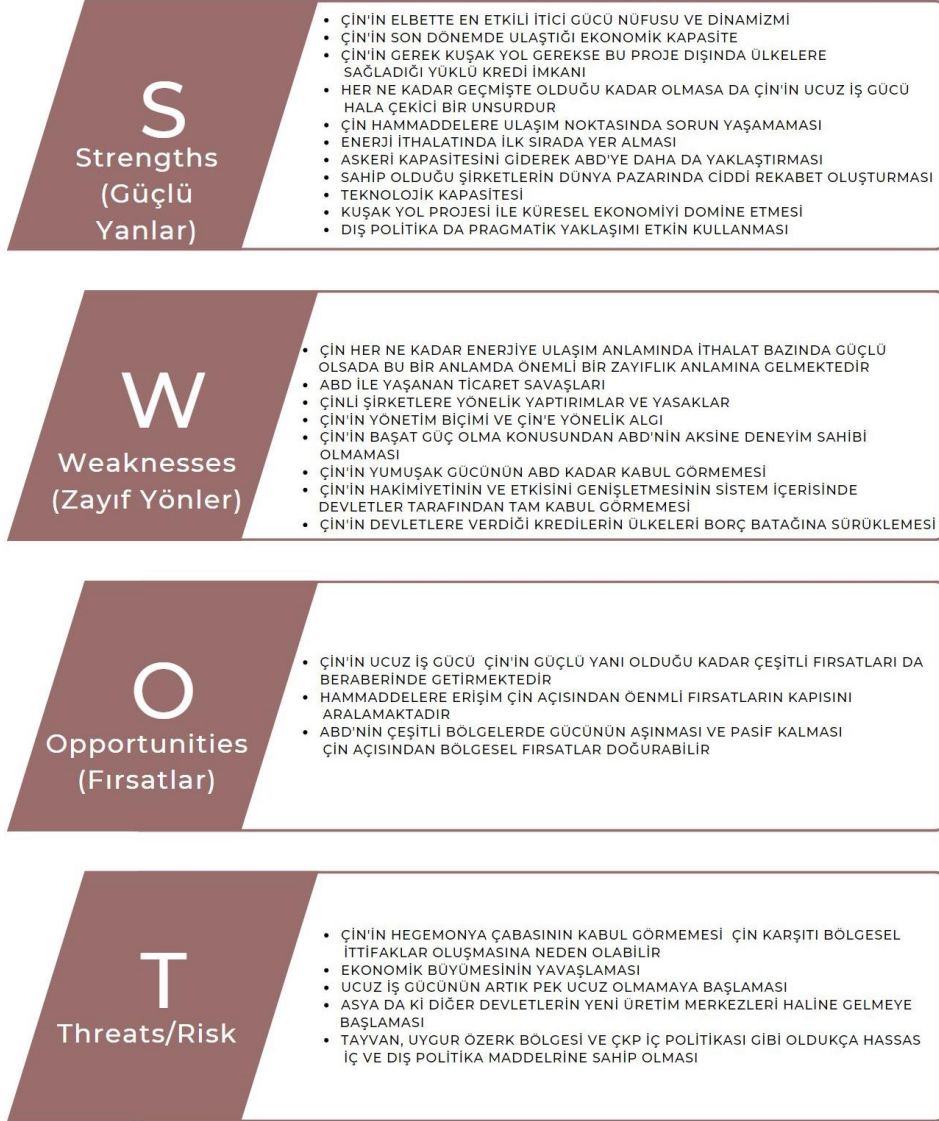 S
Strengths
(Güçlü
Yanlar)
• ÇİN'İN ELBETTE EN ETKİLİ İTİCİ GÜCÜ NÜFUSU VE DİNAMİZMİ
• ÇİN'İN SON DÖNEMDE ULAŞTIĞI EKONOMİK KAPASİTE
• ÇİN'İN GEREK KUŞAK YOL GEREKSE BU PROJE DIŞINDA ÜLKELERE
SAĞLADIĞI YÜKLÜ KREDİ İMKANI
• HER NE KADAR GEÇMİŞTE OLDUĞU KADAR OLMASA DA ÇİN'İN UCUZ İŞ GÜCÜ
HALA ÇEKİCİ BİR UNSURDUR
• ÇİN HAMMADDELERE ULAŞIM NOKTASINDA SORUN YAŞAMAMASI
• ENERJİ İTHALATINDA İLK SIRADA YER ALMASI
• ASKERİ KAPASİTESİNİ GİDEREK ABD'YE DAHA DA YAKLAŞTIRMASI
• SAHİP OLDUĞU ŞİRKETLERİN DÜNYA PAZARINDA CİDDİ REKABET OLUŞTURMASI
• TEKNOLOJİK KAPASİTESİ
• KUŞAK YOL PROJESİ İLE KÜRESEL EKONOMİYİ DOMİNE ETMESİ
• DIŞ POLİTİKA DA PRAGMATİK YAKLAŞIMI ETKİN KULLANMASI
W
Weaknesses
(Zayıf Yönler)
• ÇİN HER NE KADAR ENERJİYE ULAŞIM ANLAMINDA İTHALAT BAZINDA GÜÇLÜ
OLSADA BU BİR ANLAMDA ÖNEMLİ BİR ZAYIFLIK ANLAMINA GELMEKTEDİR
• ABD İLE YAŞANAN TİCARET SAVAŞLARI
• ÇİNLİ ŞİRKETLERE YÖNELİK YAPTIRIMLAR VE YASAKLAR
• ÇİN'İN YÖNETİM BİÇİMİ VE ÇİN'E YÖNELİK ALGI
• ÇİN'İN BAŞAT GÜÇ OLMA KONUSUNDAN ABD'NİN AKSİNE DENEYİM SAHİBİ
OLMAMASI
• ÇİN'İN YUMUŞAK GÜCÜNÜN ABD KADAR KABUL GÖRMEMESİ
• ÇİN'İN HAKİMİYETİNİN VE ETKİSİNİ GENİŞLETMESİNİN SİSTEM İÇERİSİNDE
DEVLETLER TARAFINDAN TAM KABUL GÖRMEMESİ
• ÇİN'İN DEVLETLERE VERDİĞİ KREDİLERİN ÜLKELERİ BORÇ BATAĞINA SÜRÜKLEMESİ
O
Opportunities
(Fırsatlar)
• ÇİN'İN UCUZ İŞ GÜCÜ ÇİN'İN GÜÇLÜ YANI OLDUĞU KADAR ÇEŞİTLİ FIRSATLARI DA
BERABERİNDE GETİRMEKTEDİR
• HAMMADDELERE ERİŞİM ÇİN AÇISINDAN ÖENMLİ FIRSATLARIN KAPISINI
ARALAMAKTADIR
• ABD'NİN ÇEŞİTLİ BÖLGELERDE GÜCÜNÜN AŞINMASI VE PASİF KALMASI
ÇİN AÇISINDAN BÖLGESEL FIRSATLAR DOĞURABİLİR
T
Threats/Risk
• ÇİN'İN HEGEMONYA ÇABASININ KABUL GÖRMEMESİ ÇİN KARŞITI BÖLGESEL
İTTİFAKLAR OLUŞMASINA NEDEN OLABİLİR
• EKONOMİK BÜYÜMESİNİN YAVAŞLAMASI
• UCUZ İŞ GÜCÜNÜN ARTIK PEK UCUZ OLMAMAYA BAŞLAMASI
• ASYA DA Kİ DİĞER DEVLETLERİN YENİ ÜRETİM MERKEZLERİ HALİNE GELMEYE
BAŞLAMASI
• TAYVAN, UYGUR ÖZERK BÖLGESİ VE ÇKP İÇ POLİTİKASI GİBİ OLDUKÇA HASSAS
İÇ VE DIŞ POLİTİKA MADDELRİNE SAHİP OLMASI